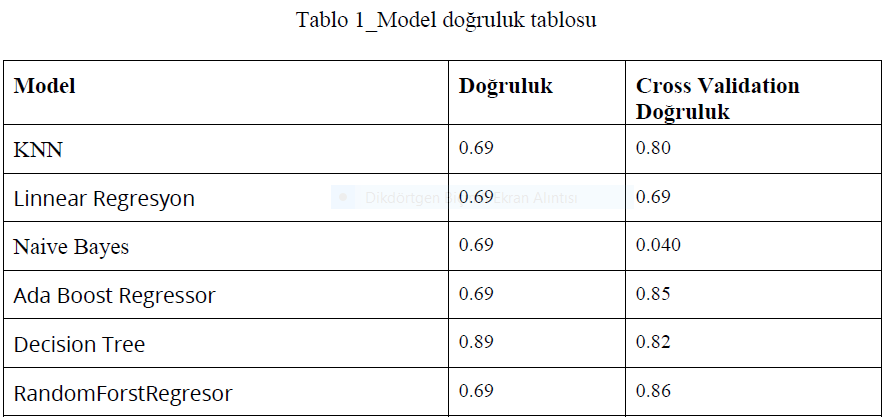 Tablo 1_Model doğruluk tablosu
Model Doğruluk Cross Validation
Doğruluk
KNN 0.69 0.80
Linnear Regresyon 0.69 0.69
Dikdörtgen Ekran Alıntısı
Naive Bayes 0.69 0.040
Ada Boost Regressor 0.69 0.85
Decision Tree 0.89 0.82
RandomForstRegresor 0.69 0.86